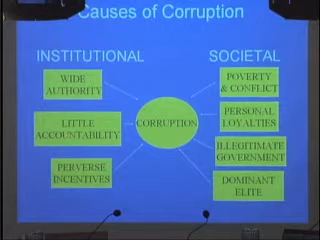 Causes of Corruption
INSTITUTIONAL
SOCIETAL
WIDE
AUTHORITY
LITTLE
ACCOUNTABILITY
PERVERSE
INCENTIVES
CORRUPTION
POVERTY
& CONFLICT
PERSONAL
LOYALTIES
ILLEGITIMATE
GOVERNMENT
DOMINANT
ELITE